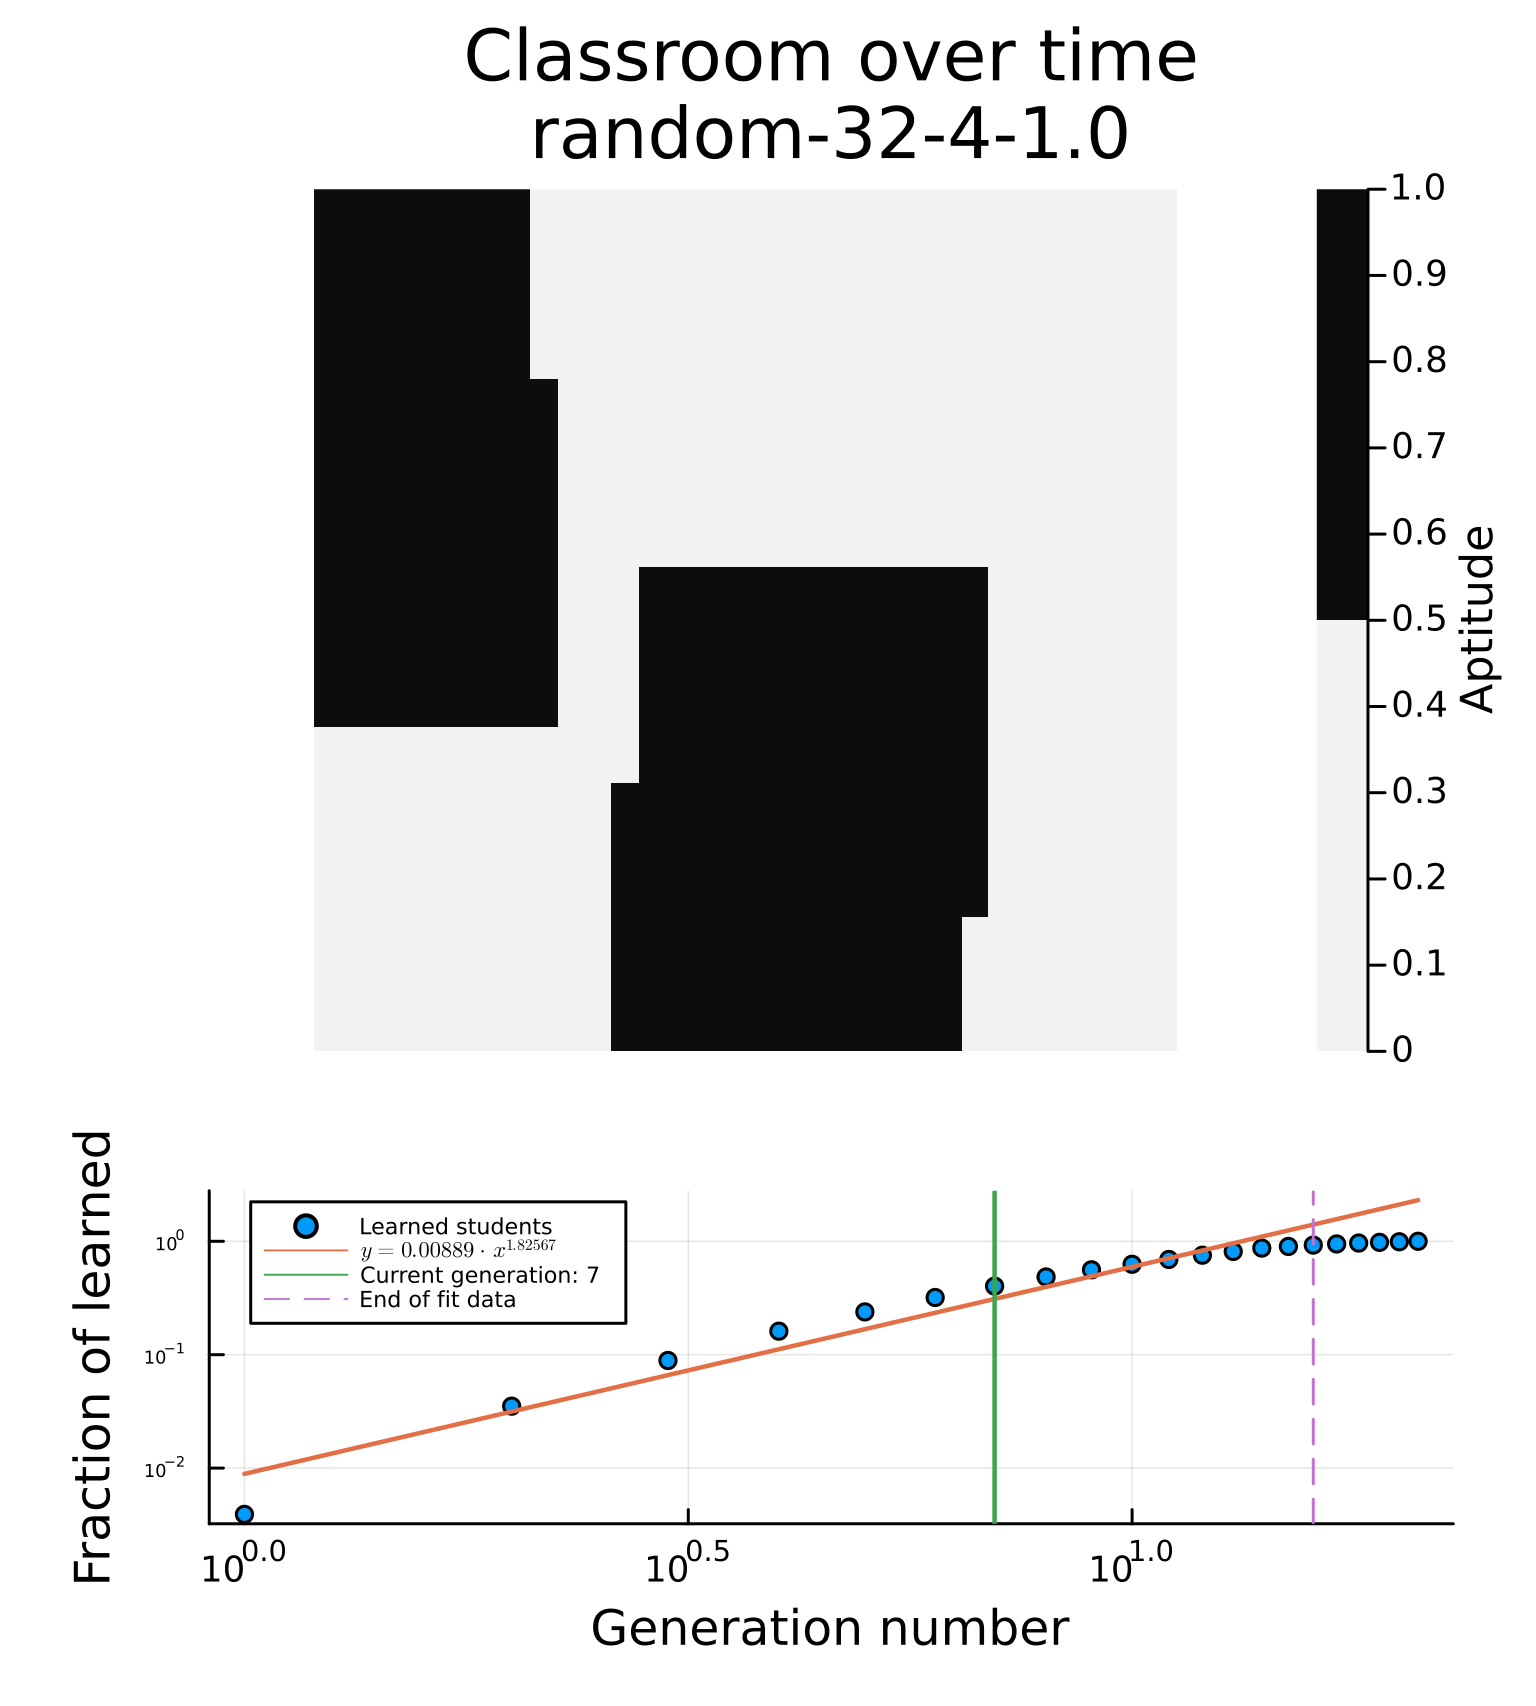 Classroom over time
random-32-4-1.0
1.0
0.9
0.8
0.7
0.6
0.5
0.4
0.3
0.2
0.1
0
Aptitude
Fraction of learned
10⁰
10⁻¹
10⁻²
Learned students
y = 0.00889 · x^1.82567
Current generation: 7
End of fit data
10^0.0
10^0.5
10^1.0
Generation number